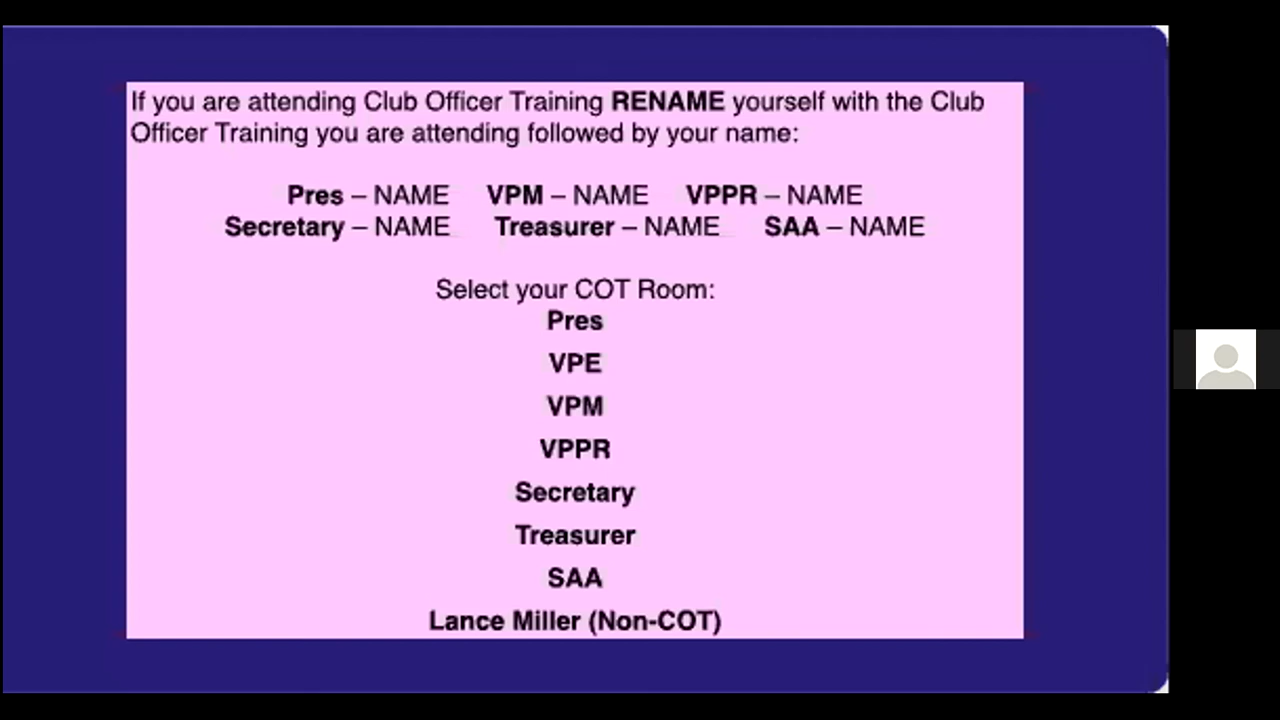 If you are attending Club Officer Training RENAME yourself with the Club
Officer Training you are attending followed by your name:
Pres – NAME VPM – NAME VPPR – NAME
Secretary – NAME Treasurer – NAME SAA – NAME
Select your COT Room:
Pres
VPE
VPM
VPPR
Secretary
Treasurer
SAA
Lance Miller (Non-COT)